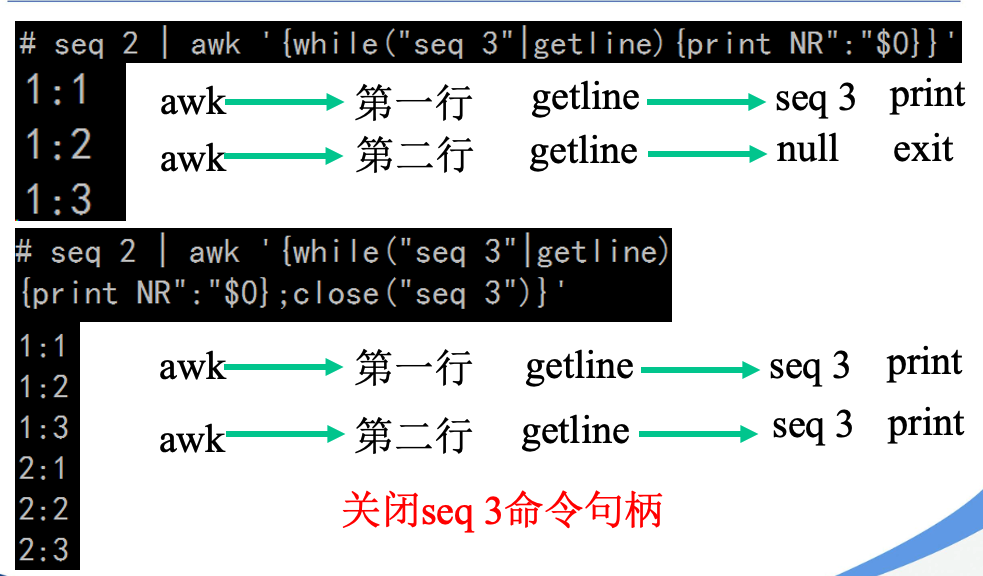 # seq 2 | awk '{while("seq 3"|getline){print NR":"$0}}'
1:1
1:2
1:3
awk 第一行 getline seq 3 print
awk 第二行 getline null exit
# seq 2 | awk '{while("seq 3"|getline)
{print NR":"$0};close("seq 3")}'
1:1
1:2
1:3
2:1
2:2
2:3
awk 第一行 getline seq 3 print
awk 第二行 getline seq 3 print
关闭seq 3命令句柄